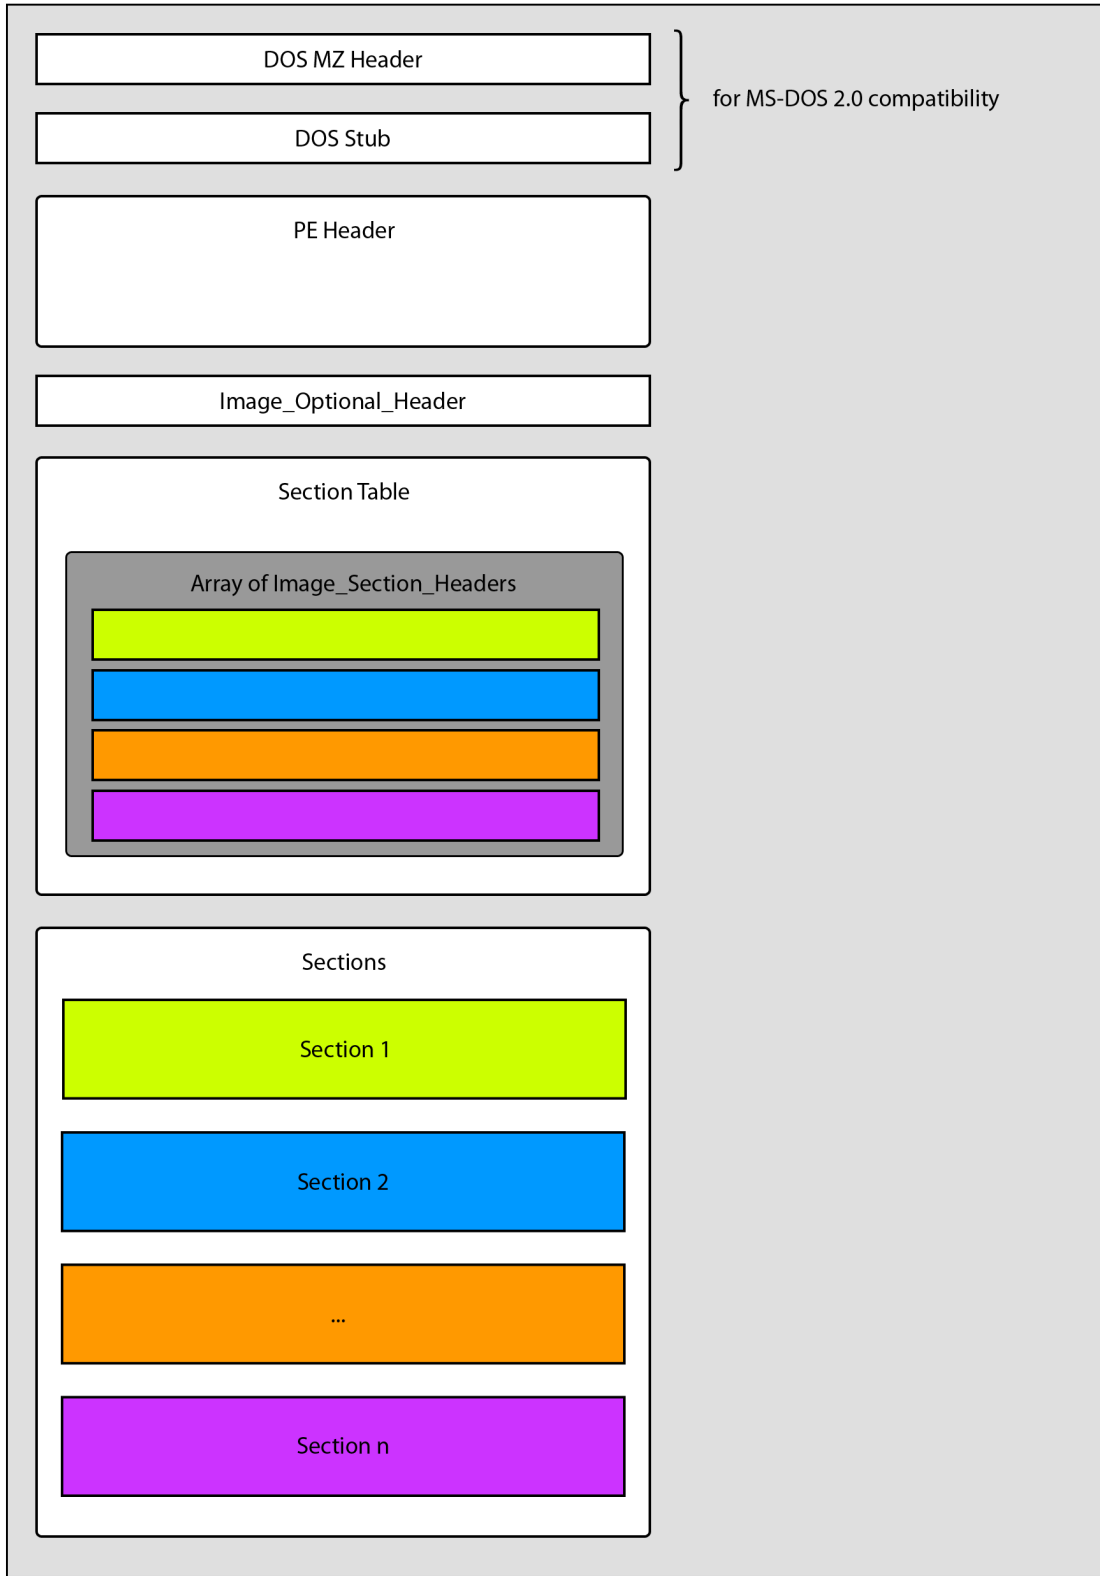 DOS MZ Header
for MS-DOS 2.0 compatibility
DOS Stub
PE Header
Image_Optional_Header
Section Table
Array of Image_Section_Headers
Sections
Section 1
Section 2
...
Section n